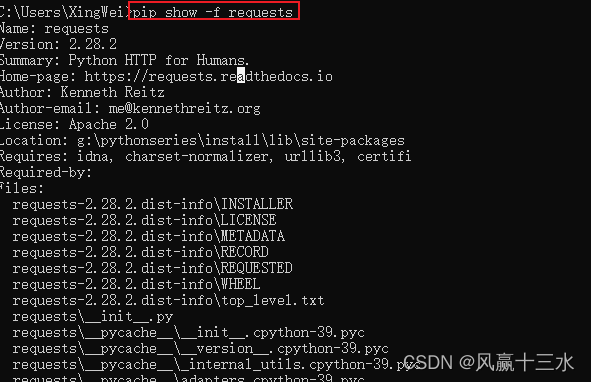 C:\Users\XingWei>pip show -f requests
Name: requests
Version: 2.28.2
Summary: Python HTTP for Humans.
Home-page: https://requests.readthedocs.io
Author: Kenneth Reitz
Author-email: me@kennethreitz.org
License: Apache 2.0
Location: g:\pythonseries\install\lib\site-packages
Requires: idna, charset-normalizer, urllib3, certifi
Required-by:
Files:
  requests-2.28.2.dist-info\INSTALLER
  requests-2.28.2.dist-info\LICENSE
  requests-2.28.2.dist-info\METADATA
  requests-2.28.2.dist-info\RECORD
  requests-2.28.2.dist-info\REQUESTED
  requests-2.28.2.dist-info\WHEEL
  requests-2.28.2.dist-info\top_level.txt
  requests\__init__.py
  requests\__pycache__\__init__.cpython-39.pyc
  requests\__pycache__\__version__.cpython-39.pyc
  requests\__pycache__\_internal_utils.cpython-39.pyc
  requests\__pycache__\adapters.cpython-39.pyc
CSDN @风赢十三水